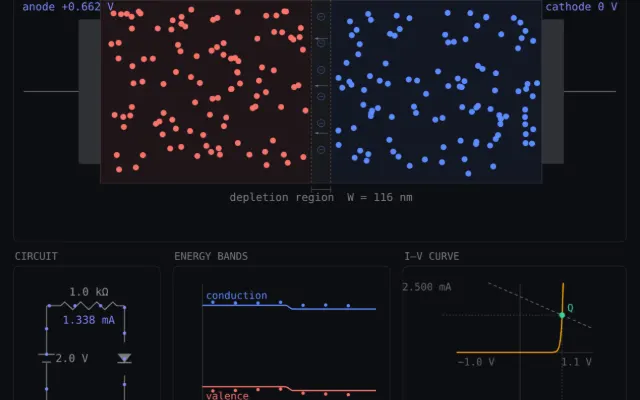 anode +0.662 V
cathode 0 V
depletion region W = 116 nm
CIRCUIT
ENERGY BANDS
I–V CURVE
1.0 kΩ
1.338 mA
2.0 V
conduction
valence
2.500 mA
Q
−1.0 V
1.1 V